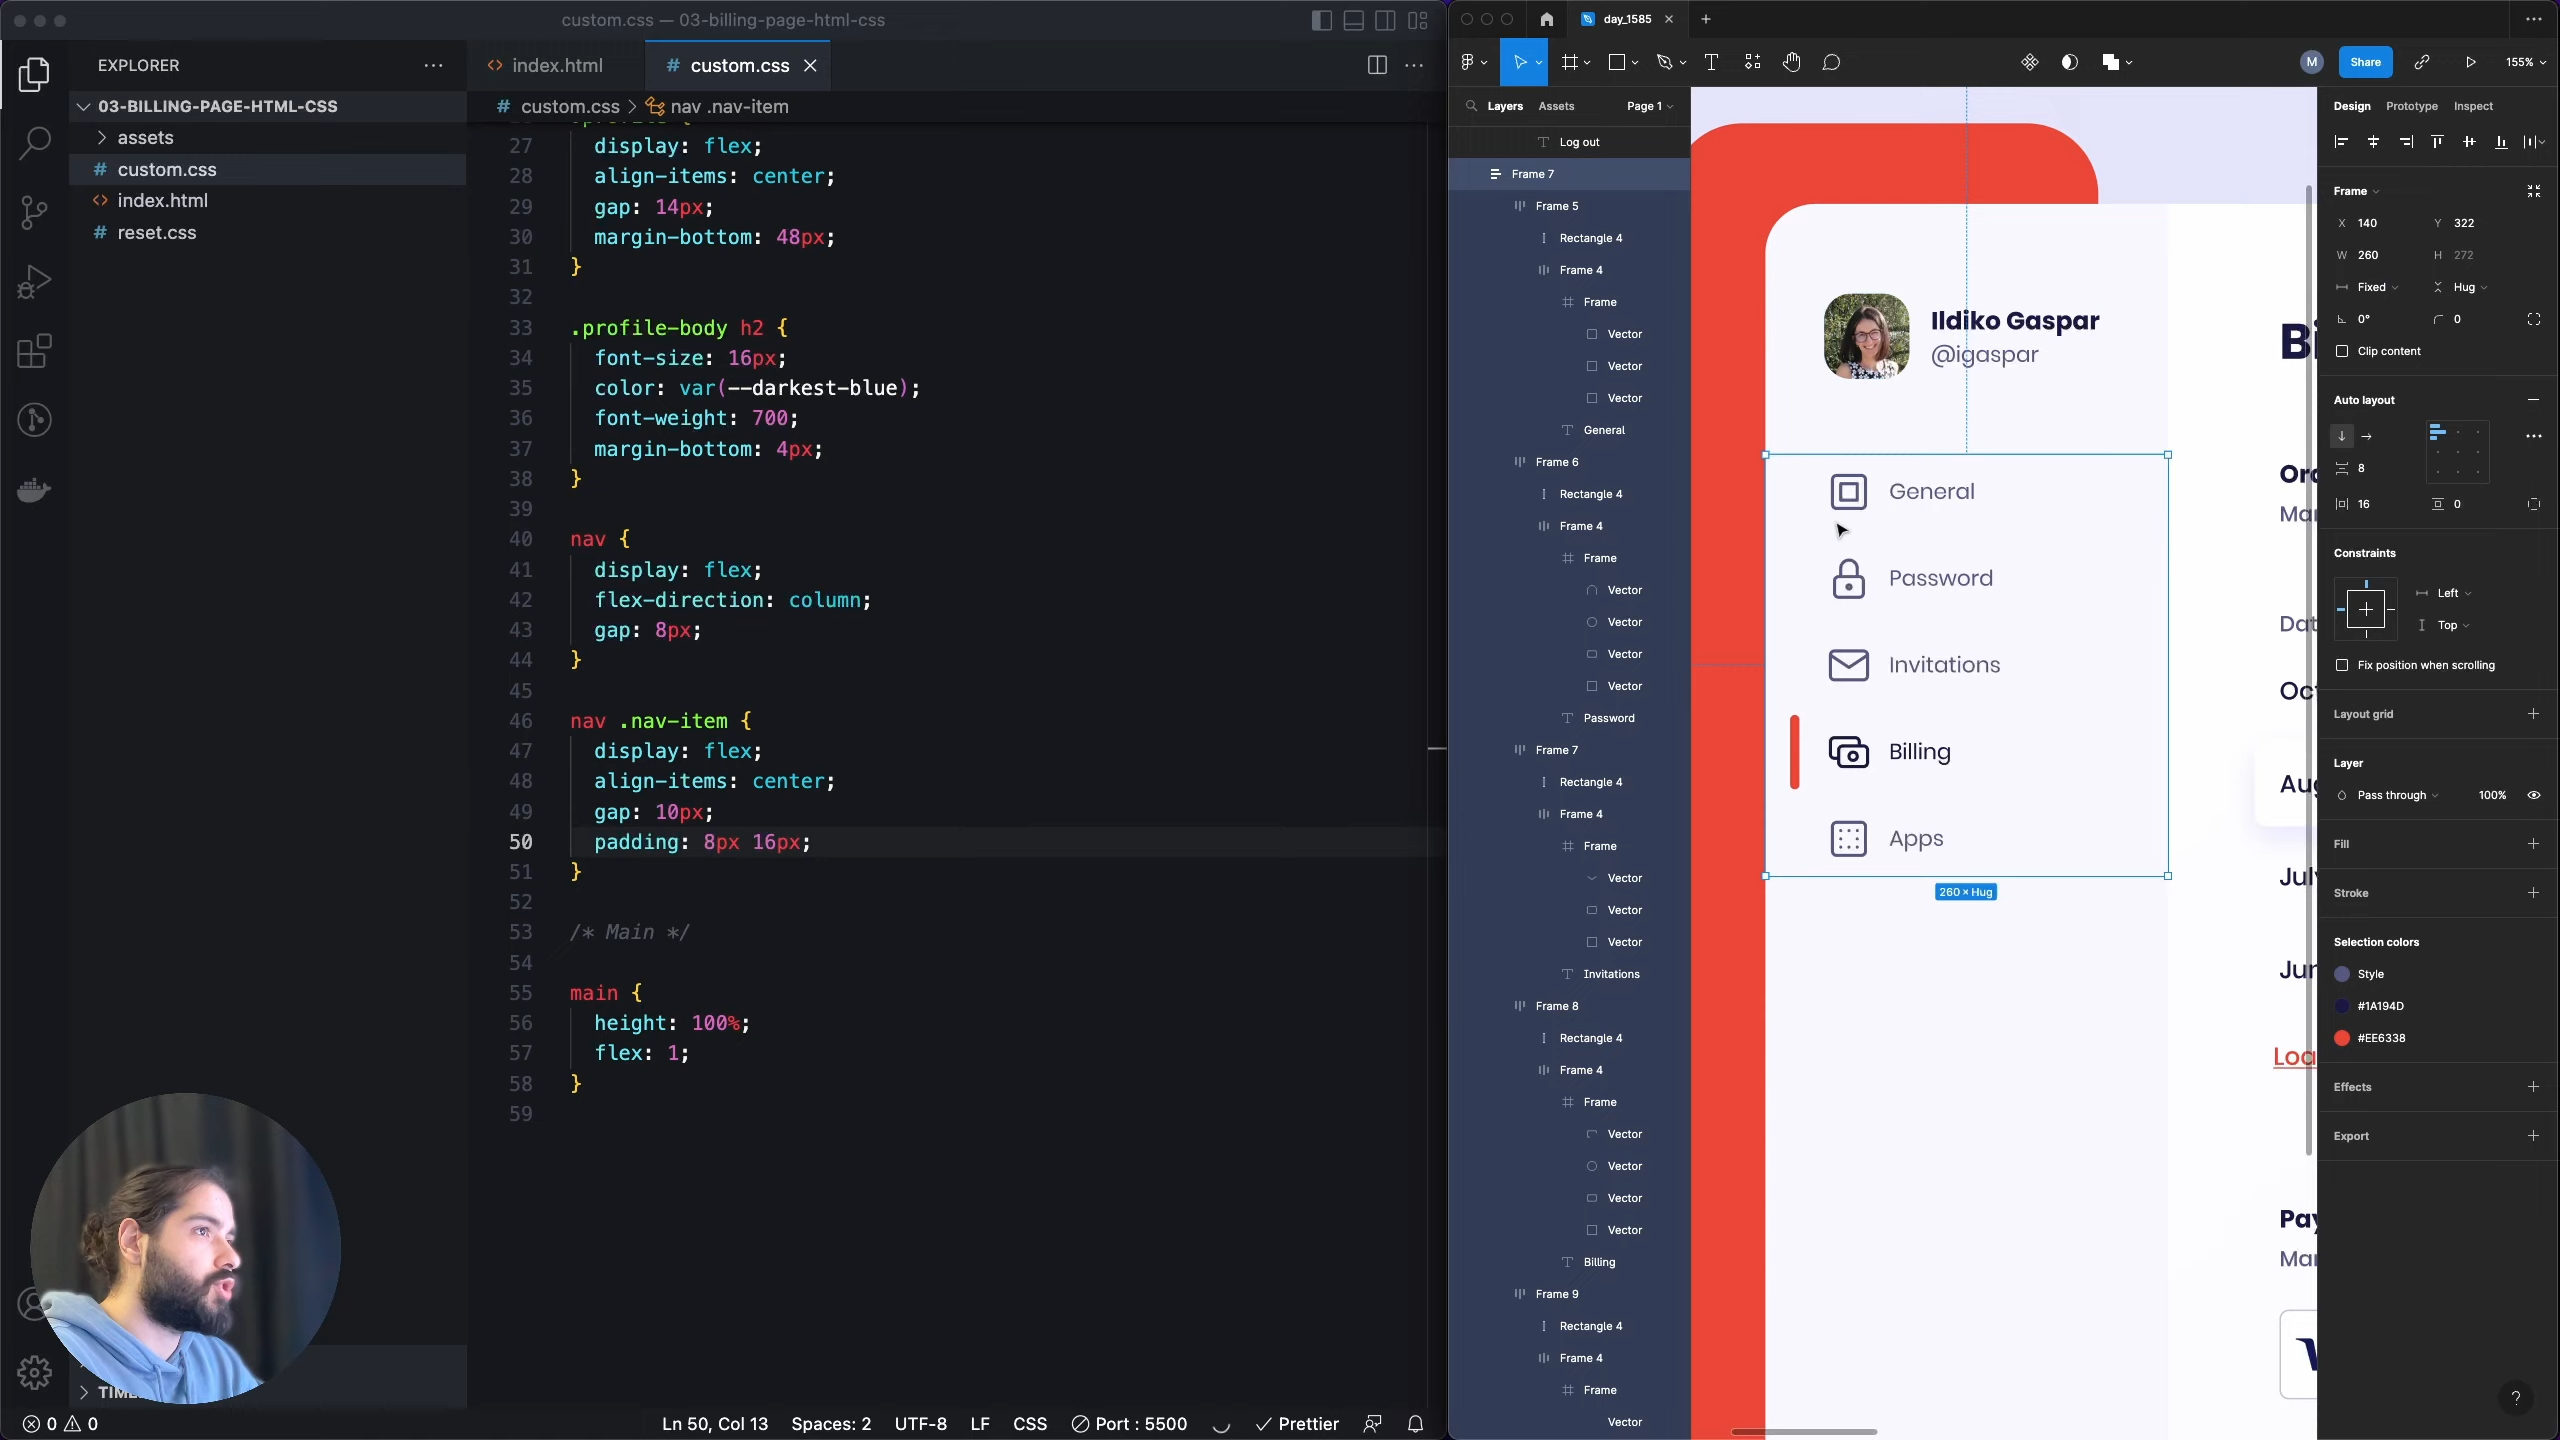 custom.css — 03-billing-page-html-css
EXPLORER
03-BILLING-PAGE-HTML-CSS
assets
custom.css
index.html
reset.css
index.html
custom.css
custom.css > nav .nav-item
27 display: flex;
28 align-items: center;
29 gap: 14px;
30 margin-bottom: 48px;
31 }
32
33 .profile-body h2 {
34 font-size: 16px;
35 color: var(--darkest-blue);
36 font-weight: 700;
37 margin-bottom: 4px;
38 }
39
40 nav {
41 display: flex;
42 flex-direction: column;
43 gap: 8px;
44 }
45
46 nav .nav-item {
47 display: flex;
48 align-items: center;
49 gap: 10px;
50 padding: 8px 16px;
51 }
52
53 /* Main */
54
55 main {
56 height: 100%;
57 flex: 1;
58 }
59
0 0
Ln 50, Col 13
Spaces: 2
UTF-8
LF
CSS
Port : 5500
Prettier
day_1585
M
Share
155%
Layers
Assets
Page 1
Log out
Frame 7
Frame 5
Rectangle 4
Frame 4
Frame
Vector
Vector
Vector
General
Frame 6
Rectangle 4
Frame 4
Frame
Vector
Vector
Vector
Vector
Password
Frame 7
Rectangle 4
Frame 4
Frame
Vector
Vector
Vector
Invitations
Frame 8
Rectangle 4
Frame 4
Frame
Vector
Vector
Vector
Vector
Billing
Frame 9
Rectangle 4
Frame 4
Frame
Vector
Ildiko Gaspar
@igaspar
General
Password
Invitations
Billing
Apps
260 × Hug
Design
Prototype
Inspect
Frame
X 140
Y 322
W 260
H 272
Fixed
Hug
0°
0
Clip content
Auto layout
8
16
0
Constraints
Left
Top
Fix position when scrolling
Layout grid
Layer
Pass through
100%
Fill
Stroke
Selection colors
Style
#1A194D
#EE6338
Effects
Export
?